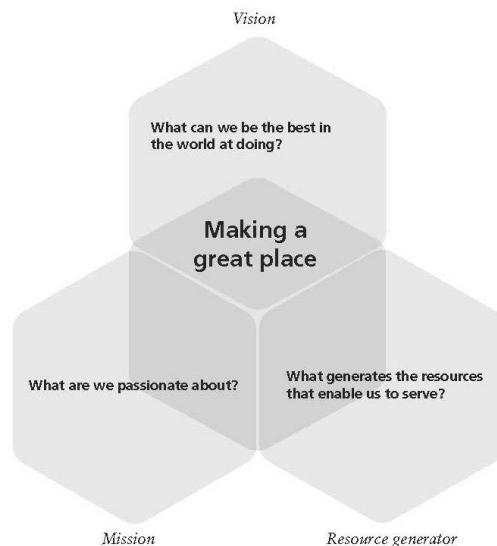 Vision
What can we be the best in
the world at doing?
Making a
great place
What are we passionate about?
What generates the resources
that enable us to serve?
Mission
Resource generator